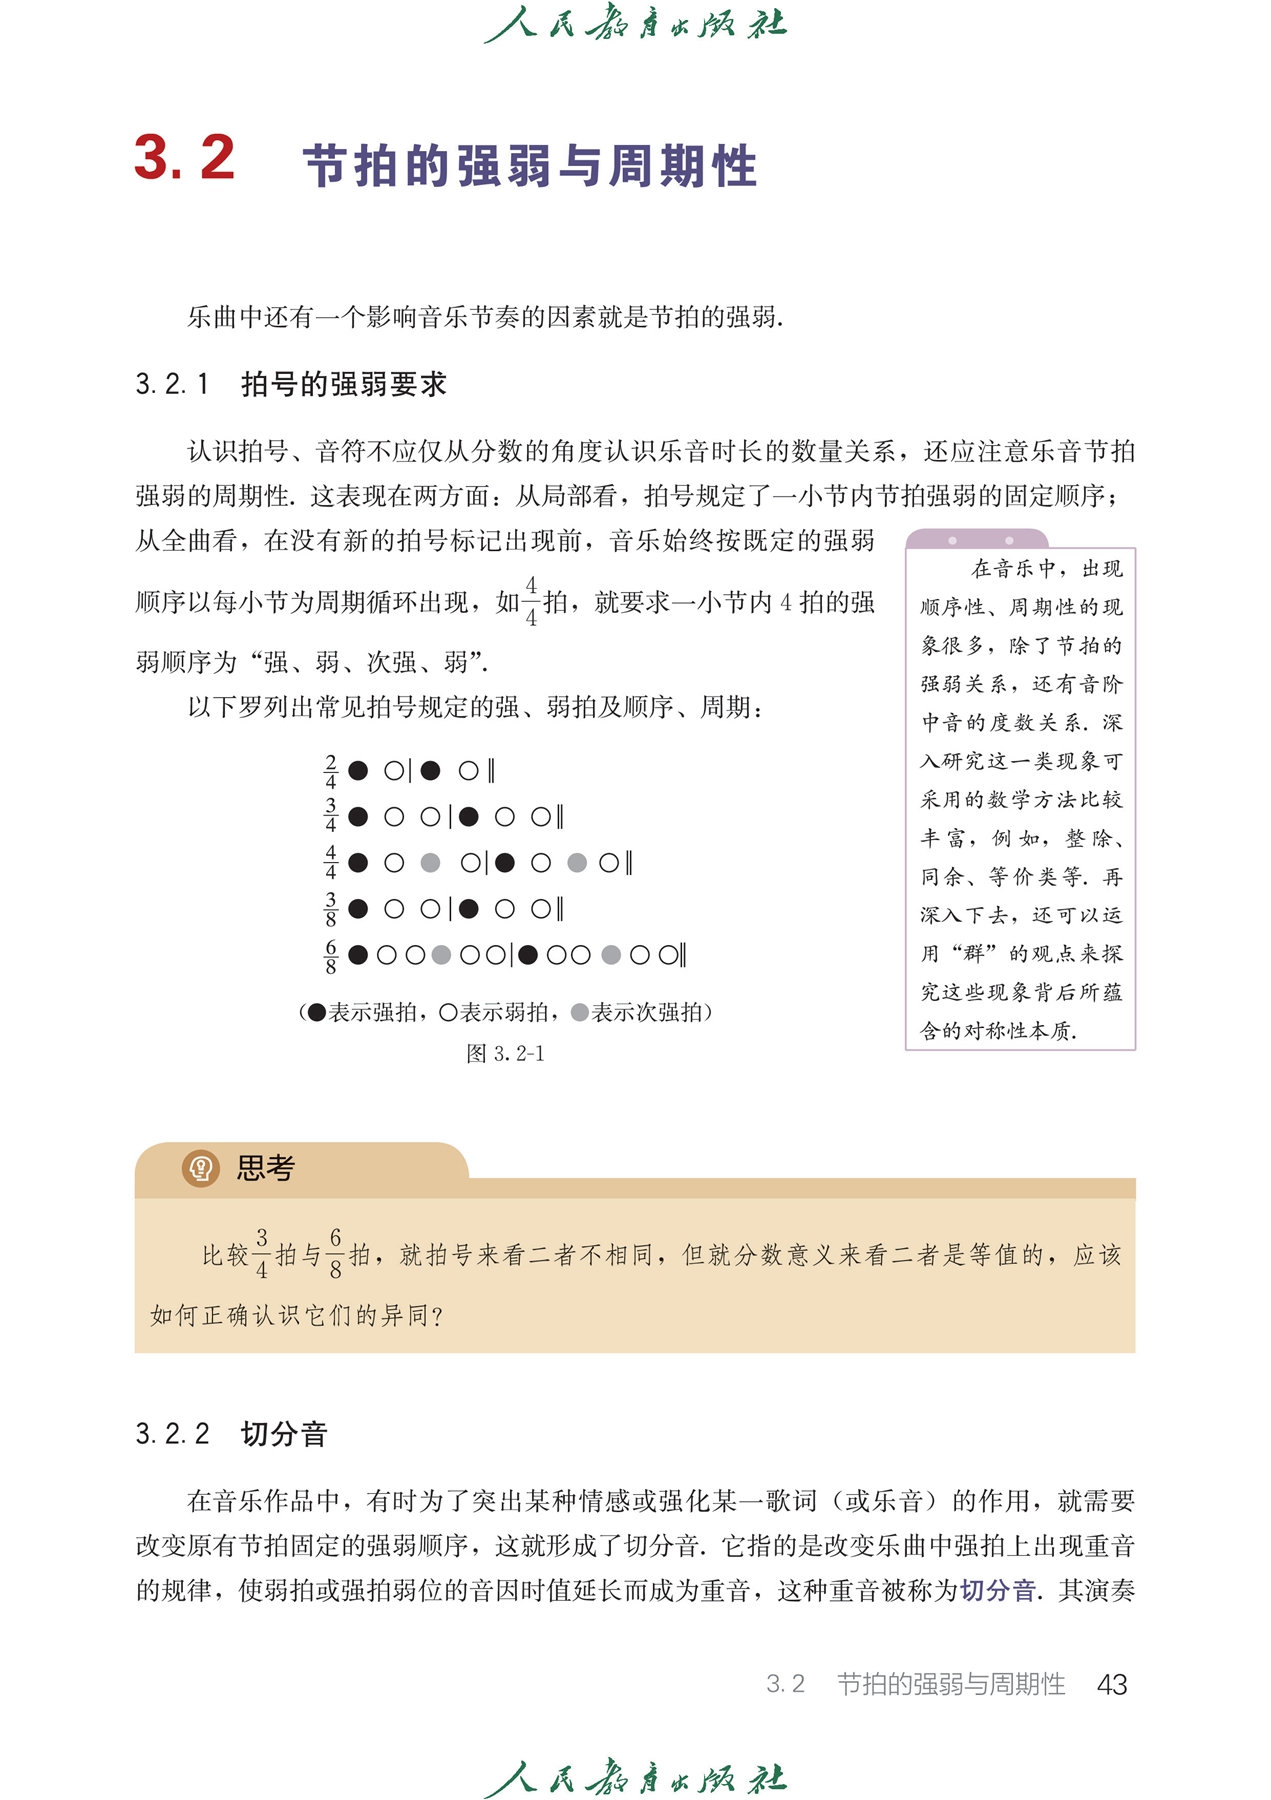 人民教育出版社
3.2 节拍的强弱与周期性
乐曲中还有一个影响音乐节奏的因素就是节拍的强弱.
3.2.1 拍号的强弱要求
认识拍号、音符不应仅从分数的角度认识乐音时长的数量关系，还应注意乐音节拍
强弱的周期性. 这表现在两方面：从局部看，拍号规定了一小节内节拍强弱的固定顺序；
从全曲看，在没有新的拍号标记出现前，音乐始终按既定的强弱
顺序以每小节为周期循环出现，如4/4拍，就要求一小节内 4 拍的强
弱顺序为“强、弱、次强、弱”.
以下罗列出常见拍号规定的强、弱拍及顺序、周期：
2/4 ● ○|● ○‖
3/4 ● ○ ○|● ○ ○‖
4/4 ● ○ ● ○|● ○ ● ○‖
3/8 ● ○ ○|● ○ ○‖
6/8 ●○○●○○|●○○●○○‖
（●表示强拍，○表示弱拍，●表示次强拍）
图 3.2-1
在音乐中，出现
顺序性、周期性的现
象很多，除了节拍的
强弱关系，还有音阶
中音的度数关系. 深
入研究这一类现象可
采用的数学方法比较
丰富，例如，整除、
同余、等价类等. 再
深入下去，还可以运
用“群”的观点来探
究这些现象背后所蕴
含的对称性本质.
思考
比较3/4拍与6/8拍，就拍号来看二者不相同，但就分数意义来看二者是等值的，应该
如何正确认识它们的异同？
3.2.2 切分音
在音乐作品中，有时为了突出某种情感或强化某一歌词（或乐音）的作用，就需要
改变原有节拍固定的强弱顺序，这就形成了切分音. 它指的是改变乐曲中强拍上出现重音
的规律，使弱拍或强拍弱位的音因时值延长而成为重音，这种重音被称为切分音. 其演奏
3.2 节拍的强弱与周期性 43
人民教育出版社